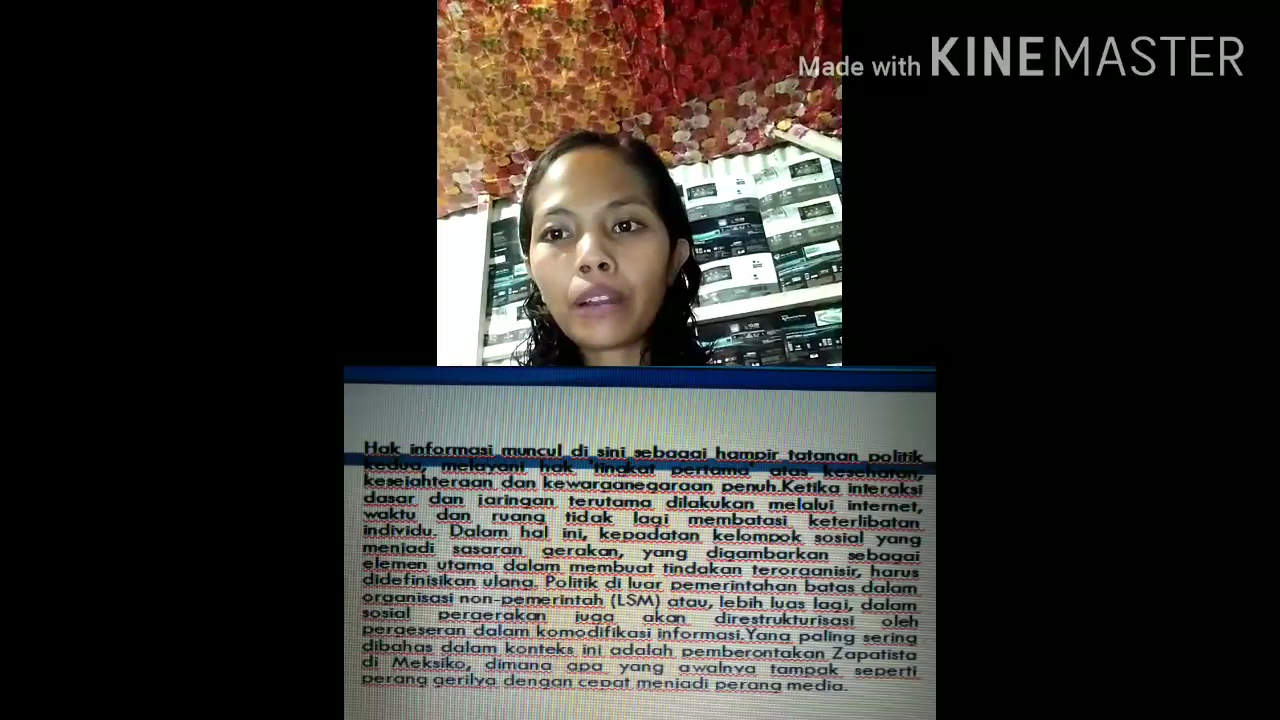 Made with KINEMASTER
Hak informasi muncul di sini sebagai hampir tatanan politik
kedua, melayani hak 'tingkat pertama' atas kesehatan,
kesejahteraan dan kewarganegaraan penuh.Ketika interaksi
dasar dan jaringan terutama dilakukan melalui internet,
waktu dan ruang tidak lagi membatasi keterlibatan
individu. Dalam hal ini, kepadatan kelompok sosial yang
menjadi sasaran gerakan, yang digambarkan sebagai
elemen utama dalam membuat tindakan terorganisir, harus
didefinisikan ulang. Politik di luar pemerintahan batas dalam
organisasi non-pemerintah (LSM) atau, lebih luas lagi, dalam
sosial pergerakan juga akan direstrukturisasi oleh
pergeseran dalam komodifikasi informasi.Yang paling sering
dibahas dalam konteks ini adalah pemberontakan Zapatista
di Meksiko, dimana apa yang awalnya tampak seperti
perang gerilya dengan cepat menjadi perang media.